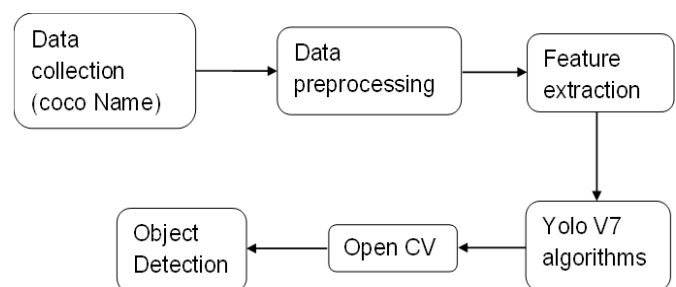 Data
collection
(coco Name)
Data
preprocessing
Feature
extraction
Yolo V7
algorithms
Open CV
Object
Detection